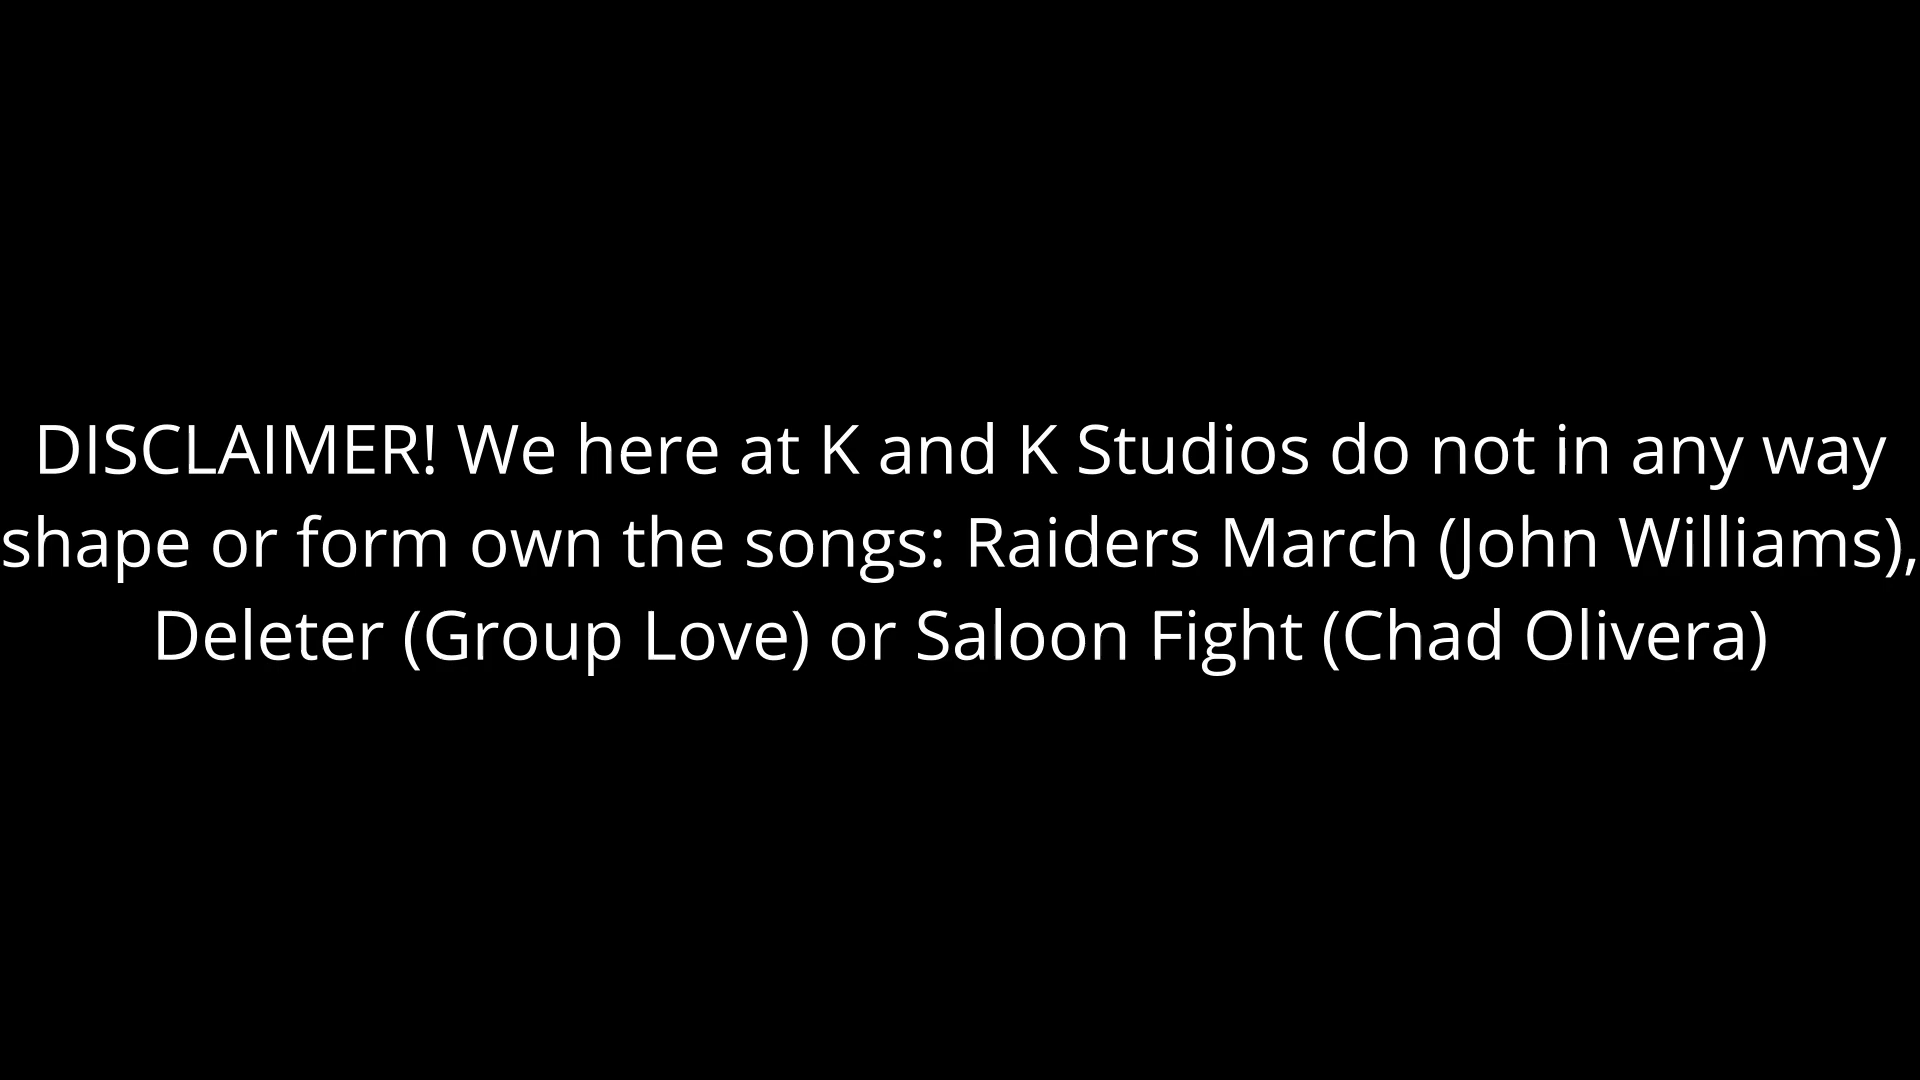 DISCLAIMER! We here at K and K Studios do not in any way
shape or form own the songs: Raiders March (John Williams),
Deleter (Group Love) or Saloon Fight (Chad Olivera)